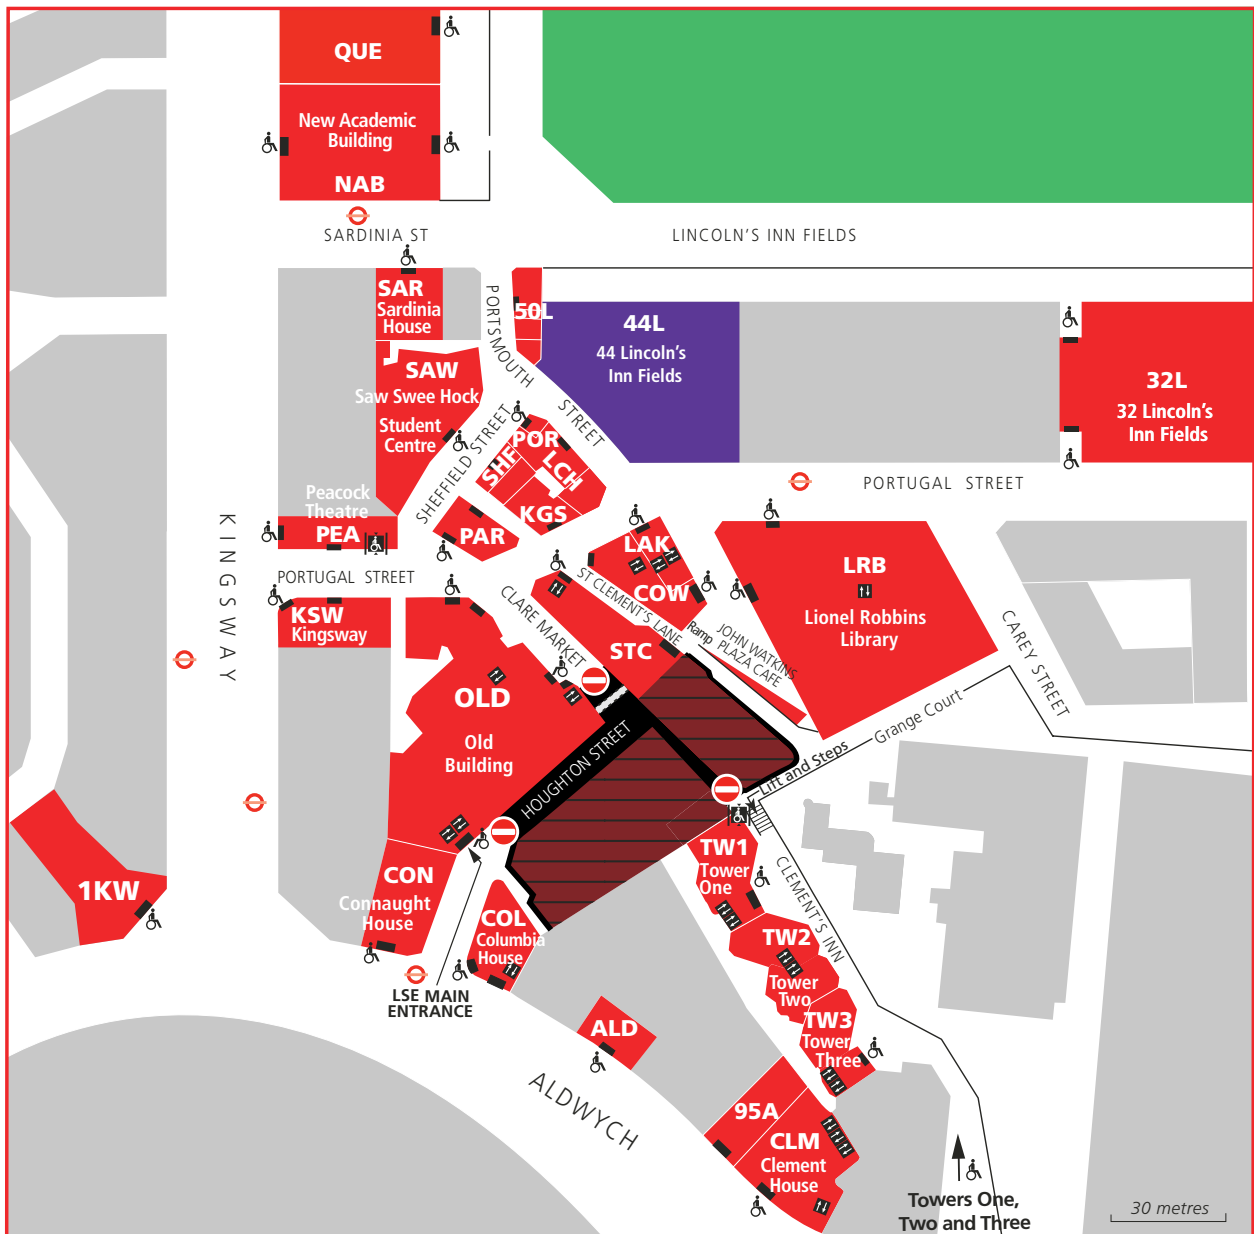 QUE
New Academic
Building
NAB
SARDINIA ST
LINCOLN'S INN FIELDS
SAR
Sardinia
House
PORTSMOUTH
STREET
50L
44L
44 Lincoln's
Inn Fields
32L
32 Lincoln's
Inn Fields
SAW
Saw Swee Hock
Student
Centre
SHEFFIELD STREET
POR
SHF
LCH
KGS
PAR
PORTUGAL STREET
Peacock
Theatre
PEA
KINGSWAY
PORTUGAL STREET
KSW
Kingsway
LAK
COW
ST CLEMENT'S LANE
CLARE MARKET
STC
Ramp
JOHN WATKINS
PLAZA CAFE
LRB
Lionel Robbins
Library
CAREY STREET
Grange Court
Lift and Steps
OLD
Old
Building
HOUGHTON STREET
TW1
Tower
One
CLEMENT'S INN
1KW
CON
Connaught
House
COL
Columbia
House
TW2
Tower
Two
LSE MAIN
ENTRANCE
TW3
Tower
Three
ALD
ALDWYCH
95A
CLM
Clement
House
Towers One,
Two and Three
30 metres